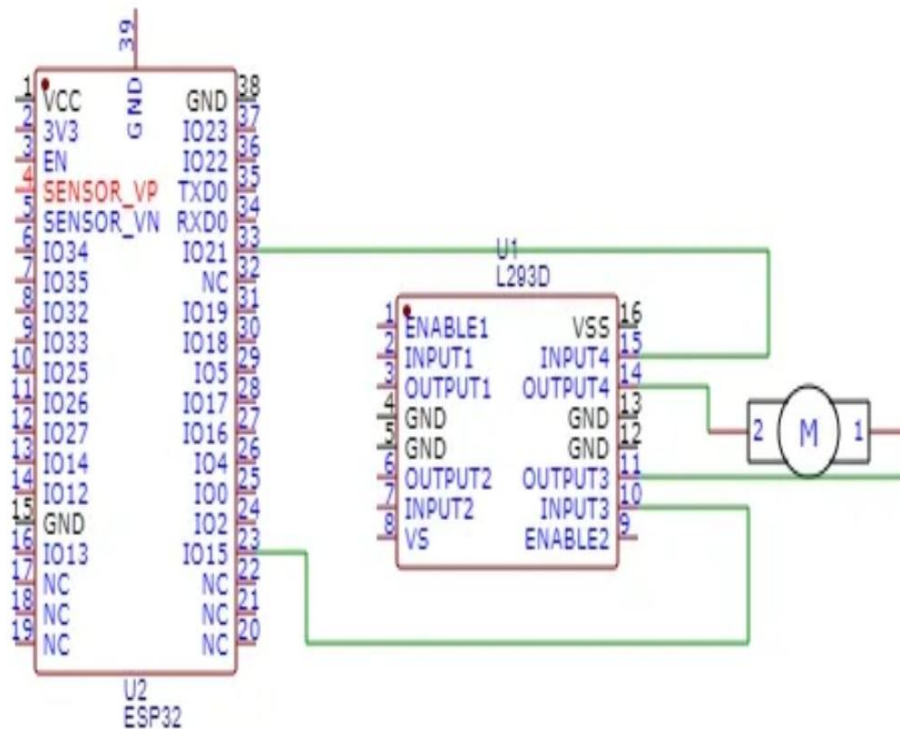 39
GND
1 VCC GND 38
2 3V3 IO23 37
3 EN IO22 36
4 SENSOR_VP TXD0 35
5 SENSOR_VN RXD0 34
6 IO34 IO21 33
7 IO35 NC 32
8 IO32 IO19 31
9 IO33 IO18 30
10 IO25 IO5 29
11 IO26 IO17 28
12 IO27 IO16 27
13 IO14 IO4 26
14 IO12 IO0 25
15 GND IO2 24
16 IO13 IO15 23
17 NC NC 22
18 NC NC 21
19 NC NC 20
U2
ESP32
U1
L293D
1 ENABLE1 VSS 16
2 INPUT1 INPUT4 15
3 OUTPUT1 OUTPUT4 14
4 GND GND 13
5 GND GND 12
6 OUTPUT2 OUTPUT3 11
7 INPUT2 INPUT3 10
8 VS ENABLE2 9
2 M 1